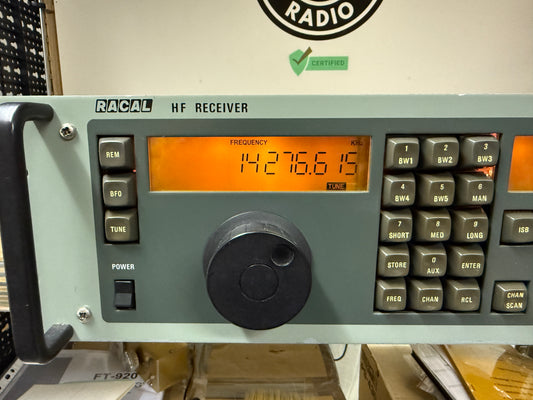 RADIO
CERTIFIED
RACAL HF RECEIVER
FREQUENCY KHz
14276.615
TUNE
REM
BFO
TUNE
POWER
1 BW1
2 BW2
3 BW3
4 BW4
5 BW5
6 MAN
7 SHORT
8 MED
9 LONG
STORE
0 AUX
ENTER
FREQ
CHAN
RCL
ISB
CHAN SCAN
FT-920